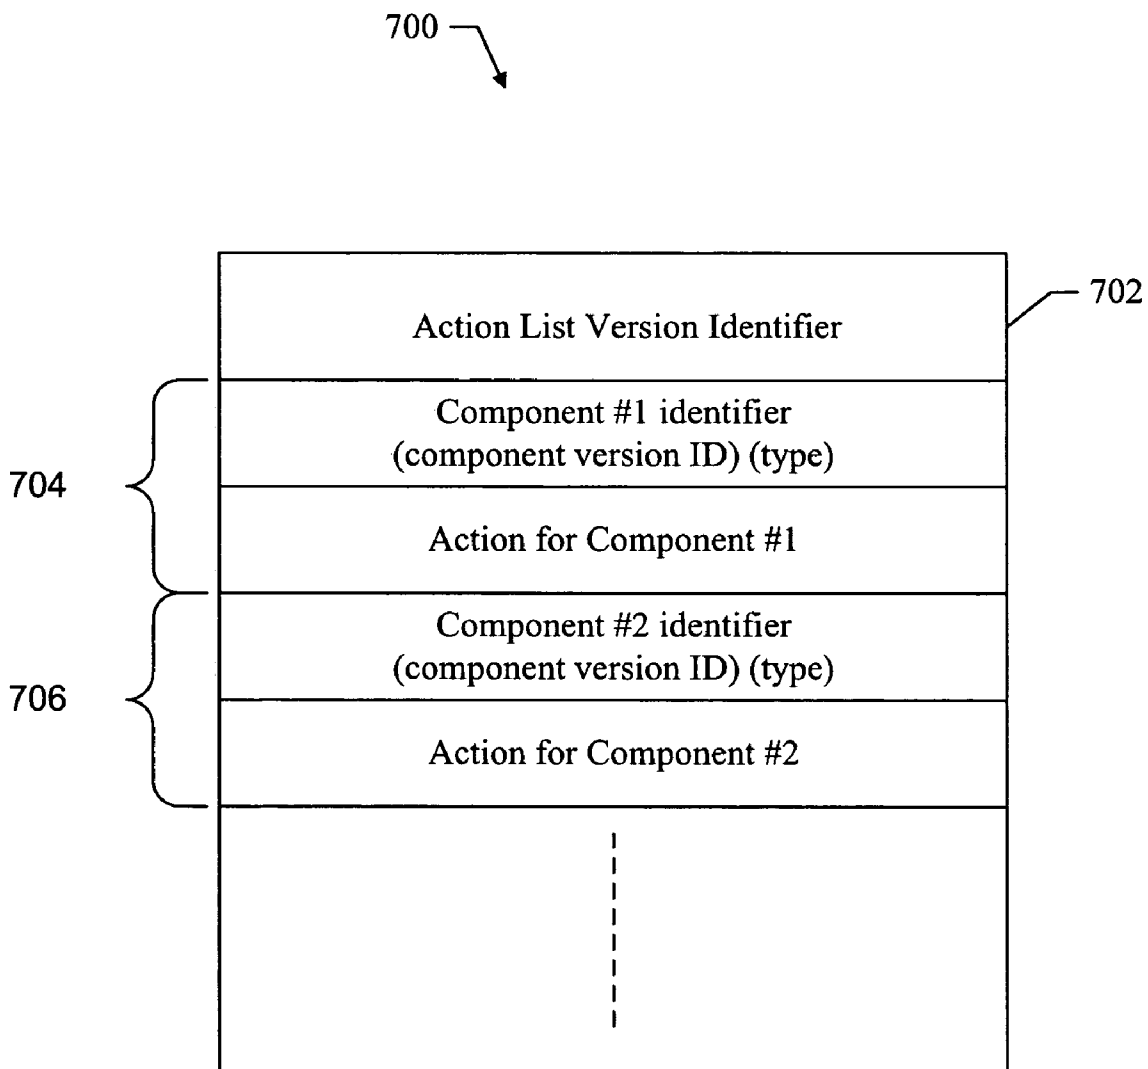 700
702
Action List Version Identifier
Component #1 identifier
(component version ID) (type)
704
Action for Component #1
Component #2 identifier
(component version ID) (type)
706
Action for Component #2